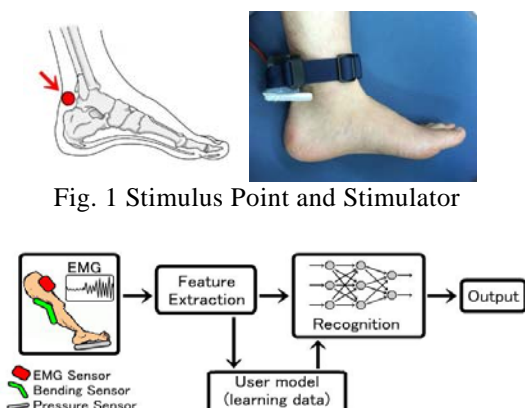 Fig. 1 Stimulus Point and Stimulator
EMG
Feature
Extraction
Recognition
Output
EMG Sensor
Bending Sensor
Pressure Sensor
User model
(learning data)